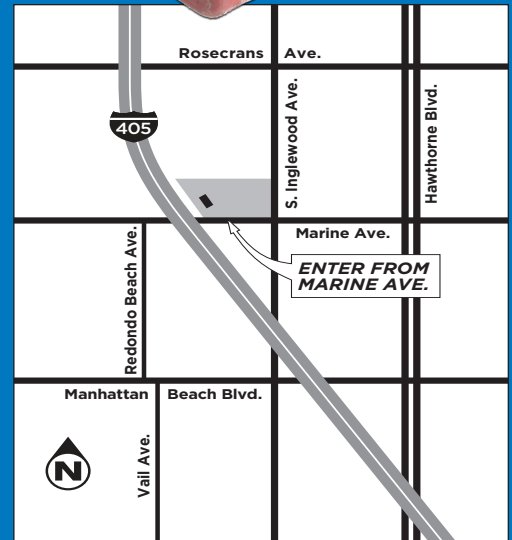 Rosecrans Ave.
405
S. Inglewood Ave.
Hawthorne Blvd.
Marine Ave.
Redondo Beach Ave.
ENTER FROM
MARINE AVE.
Manhattan Beach Blvd.
Vail Ave.
N